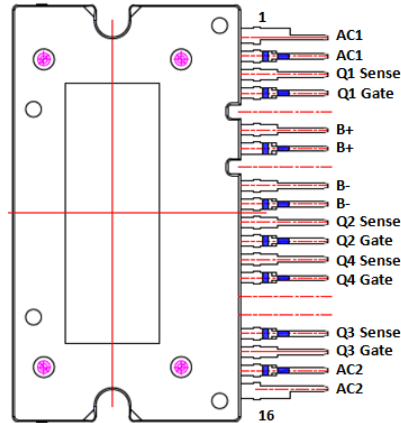 1
AC1
AC1
Q1 Sense
Q1 Gate
B+
B+
B-
B-
Q2 Sense
Q2 Gate
Q4 Sense
Q4 Gate
Q3 Sense
Q3 Gate
AC2
AC2
16